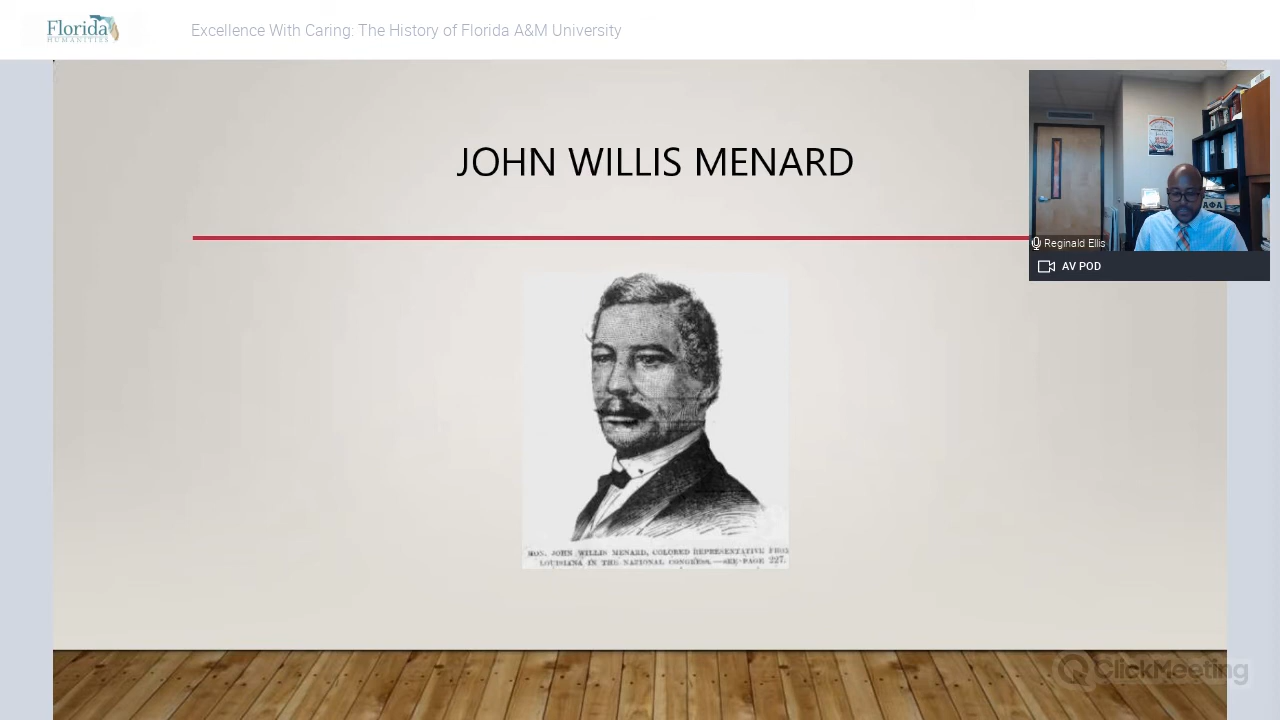 Florida
HUMANITIES
Excellence With Caring: The History of Florida A&M University
JOHN WILLIS MENARD
ΑΦΑ
Reginald Ellis
AV POD
HON. JOHN WILLIS MENARD, COLORED REPRESENTATIVE FROM
LOUISIANA IN THE NATIONAL CONGRESS.—SEE PAGE 227.
ClickMeeting